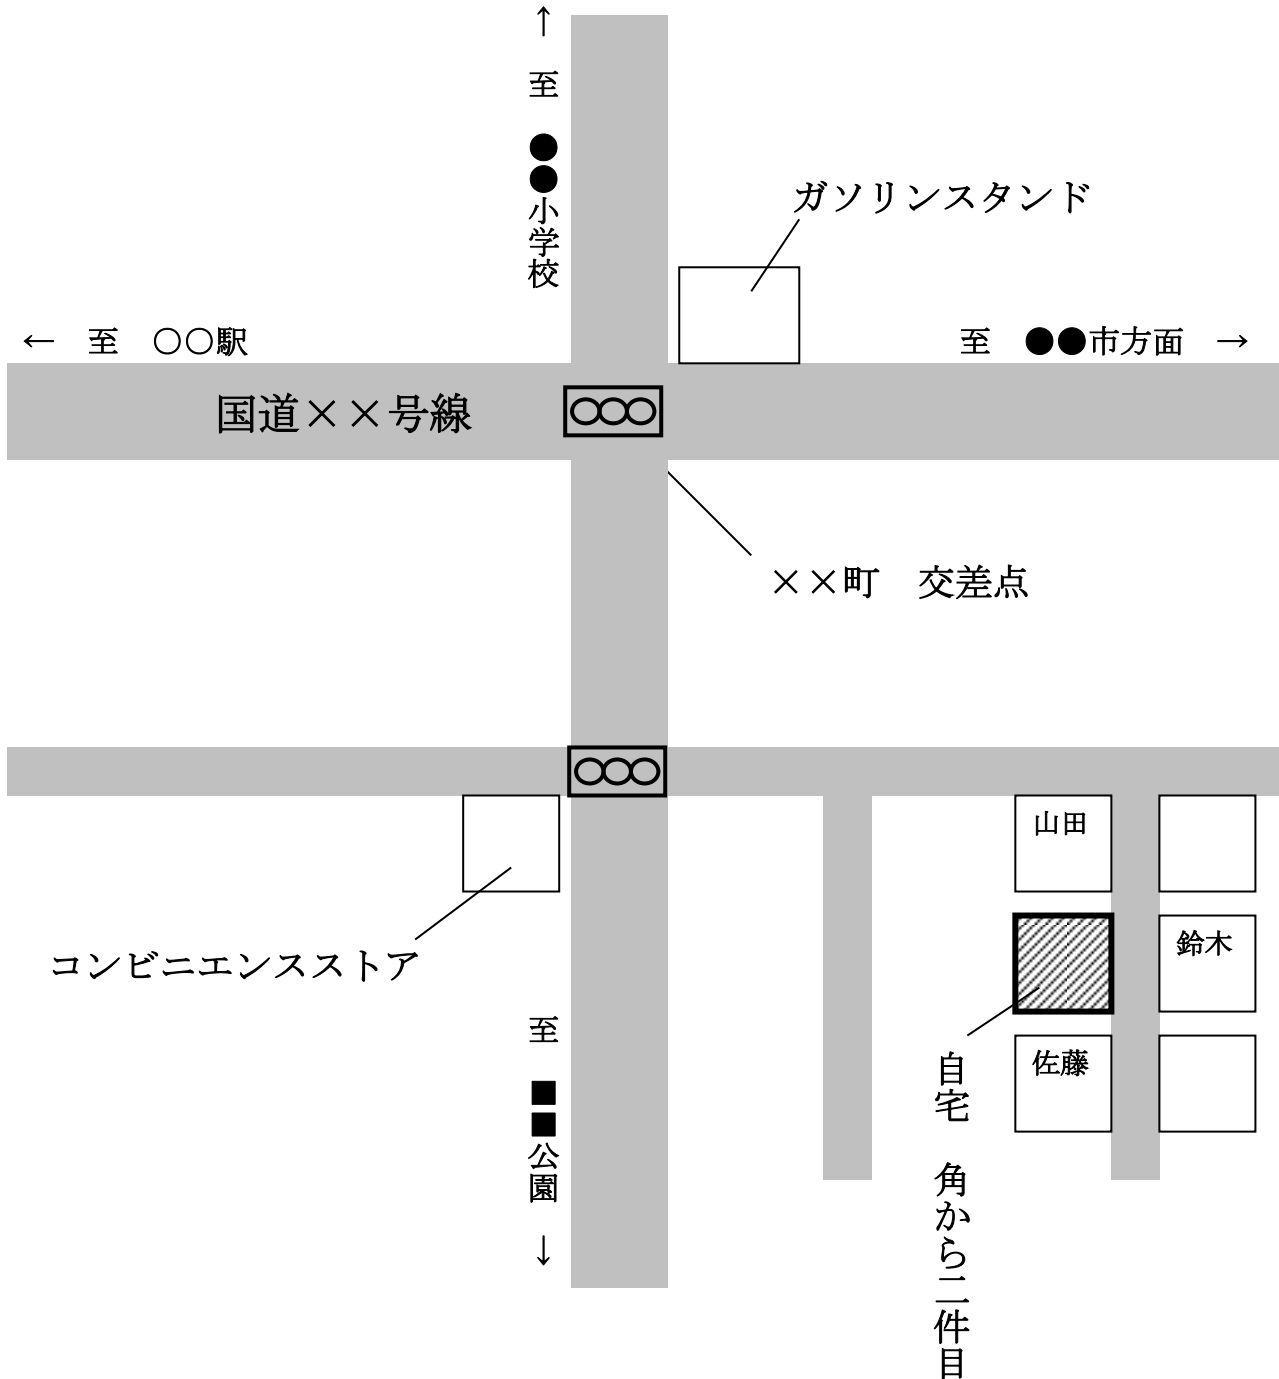 ↑ 至 ●●小学校
ガソリンスタンド
← 至 〇〇駅
至 ●●市方面 →
国道××号線
××町 交差点
山田
鈴木
コンビニエンスストア
佐藤
至 ■■公園 ↓
自宅 角から二件目